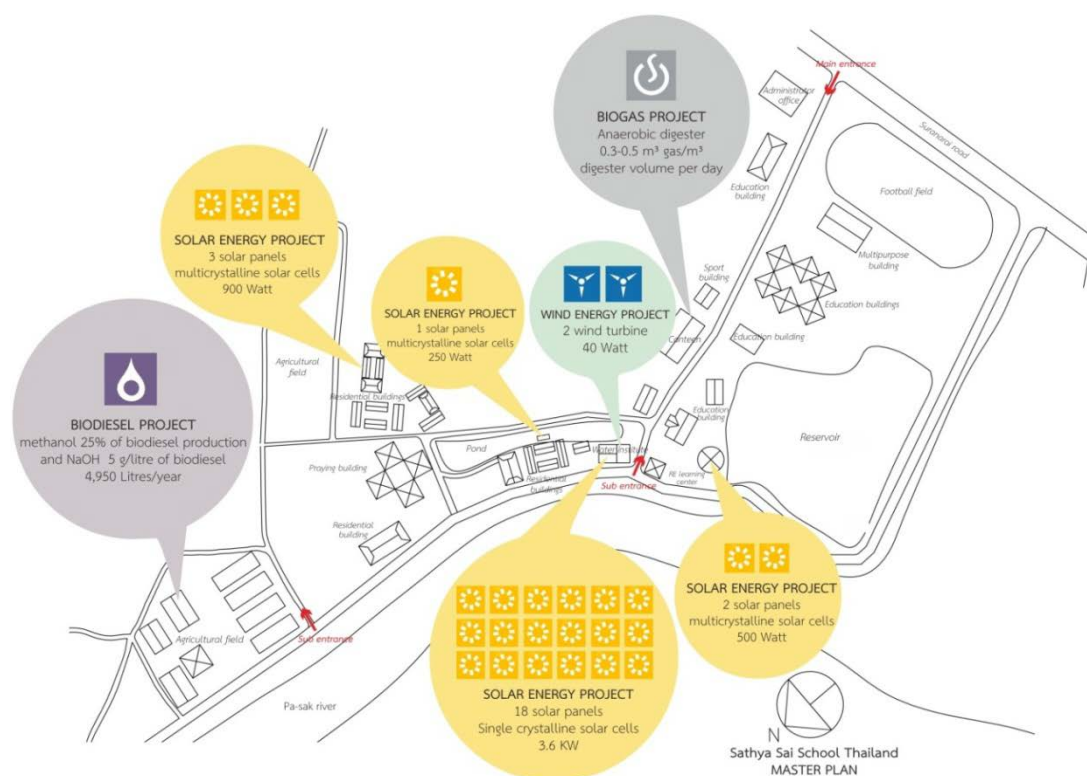 Main entrance
Administrator
office
Suranarai road
BIOGAS PROJECT
Anaerobic digester
0.3-0.5 m³ gas/m³
digester volume per day
Education
building
Football field
SOLAR ENERGY PROJECT
3 solar panels
multicrystalline solar cells
900 Watt
Multipurpose
building
Sport
building
SOLAR ENERGY PROJECT
1 solar panels
multicrystalline solar cells
250 Watt
WIND ENERGY PROJECT
2 wind turbine
40 Watt
Education buildings
Canteen
Education building
Agricultural
field
Residential buildings
BIODIESEL PROJECT
methanol 25% of biodiesel production
and NaOH 5 g/litre of biodiesel
4,950 Litres/year
Education
building
Reservoir
Pond
Water institute
Praying building
Residential
buildings
Sub entrance
RE learning
center
Residential
building
SOLAR ENERGY PROJECT
2 solar panels
multicrystalline solar cells
500 Watt
Agricultural field
Sub entrance
SOLAR ENERGY PROJECT
18 solar panels
Single crystalline solar cells
3.6 KW
Pa-sak river
N
Sathya Sai School Thailand
MASTER PLAN